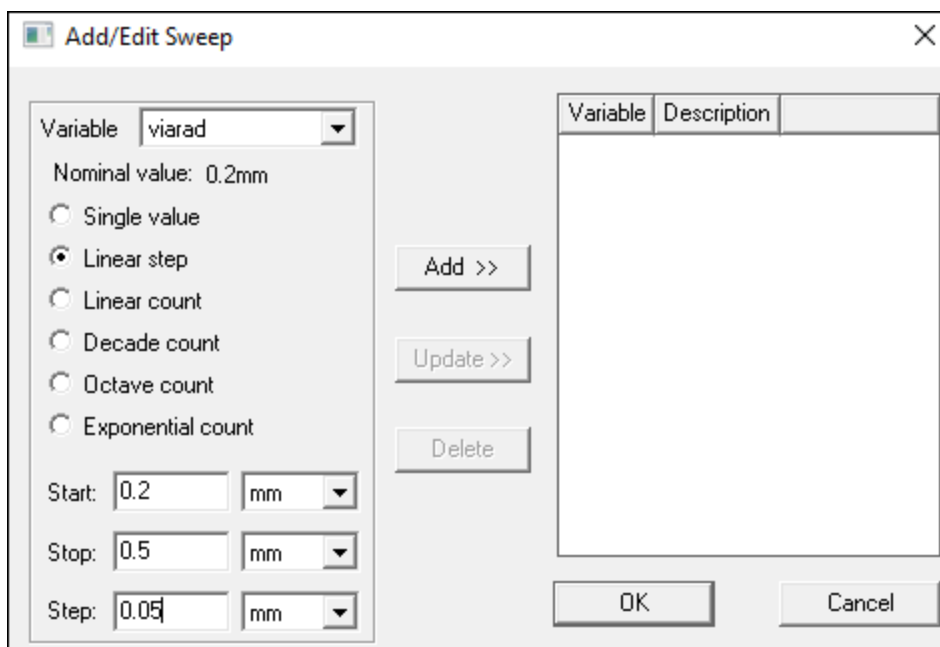 Add/Edit Sweep
Variable viarad
Nominal value: 0.2mm
Single value
Linear step
Linear count
Decade count
Octave count
Exponential count
Start: 0.2 mm
Stop: 0.5 mm
Step: 0.05 mm
Add >>
Update >>
Delete
Variable Description
OK Cancel